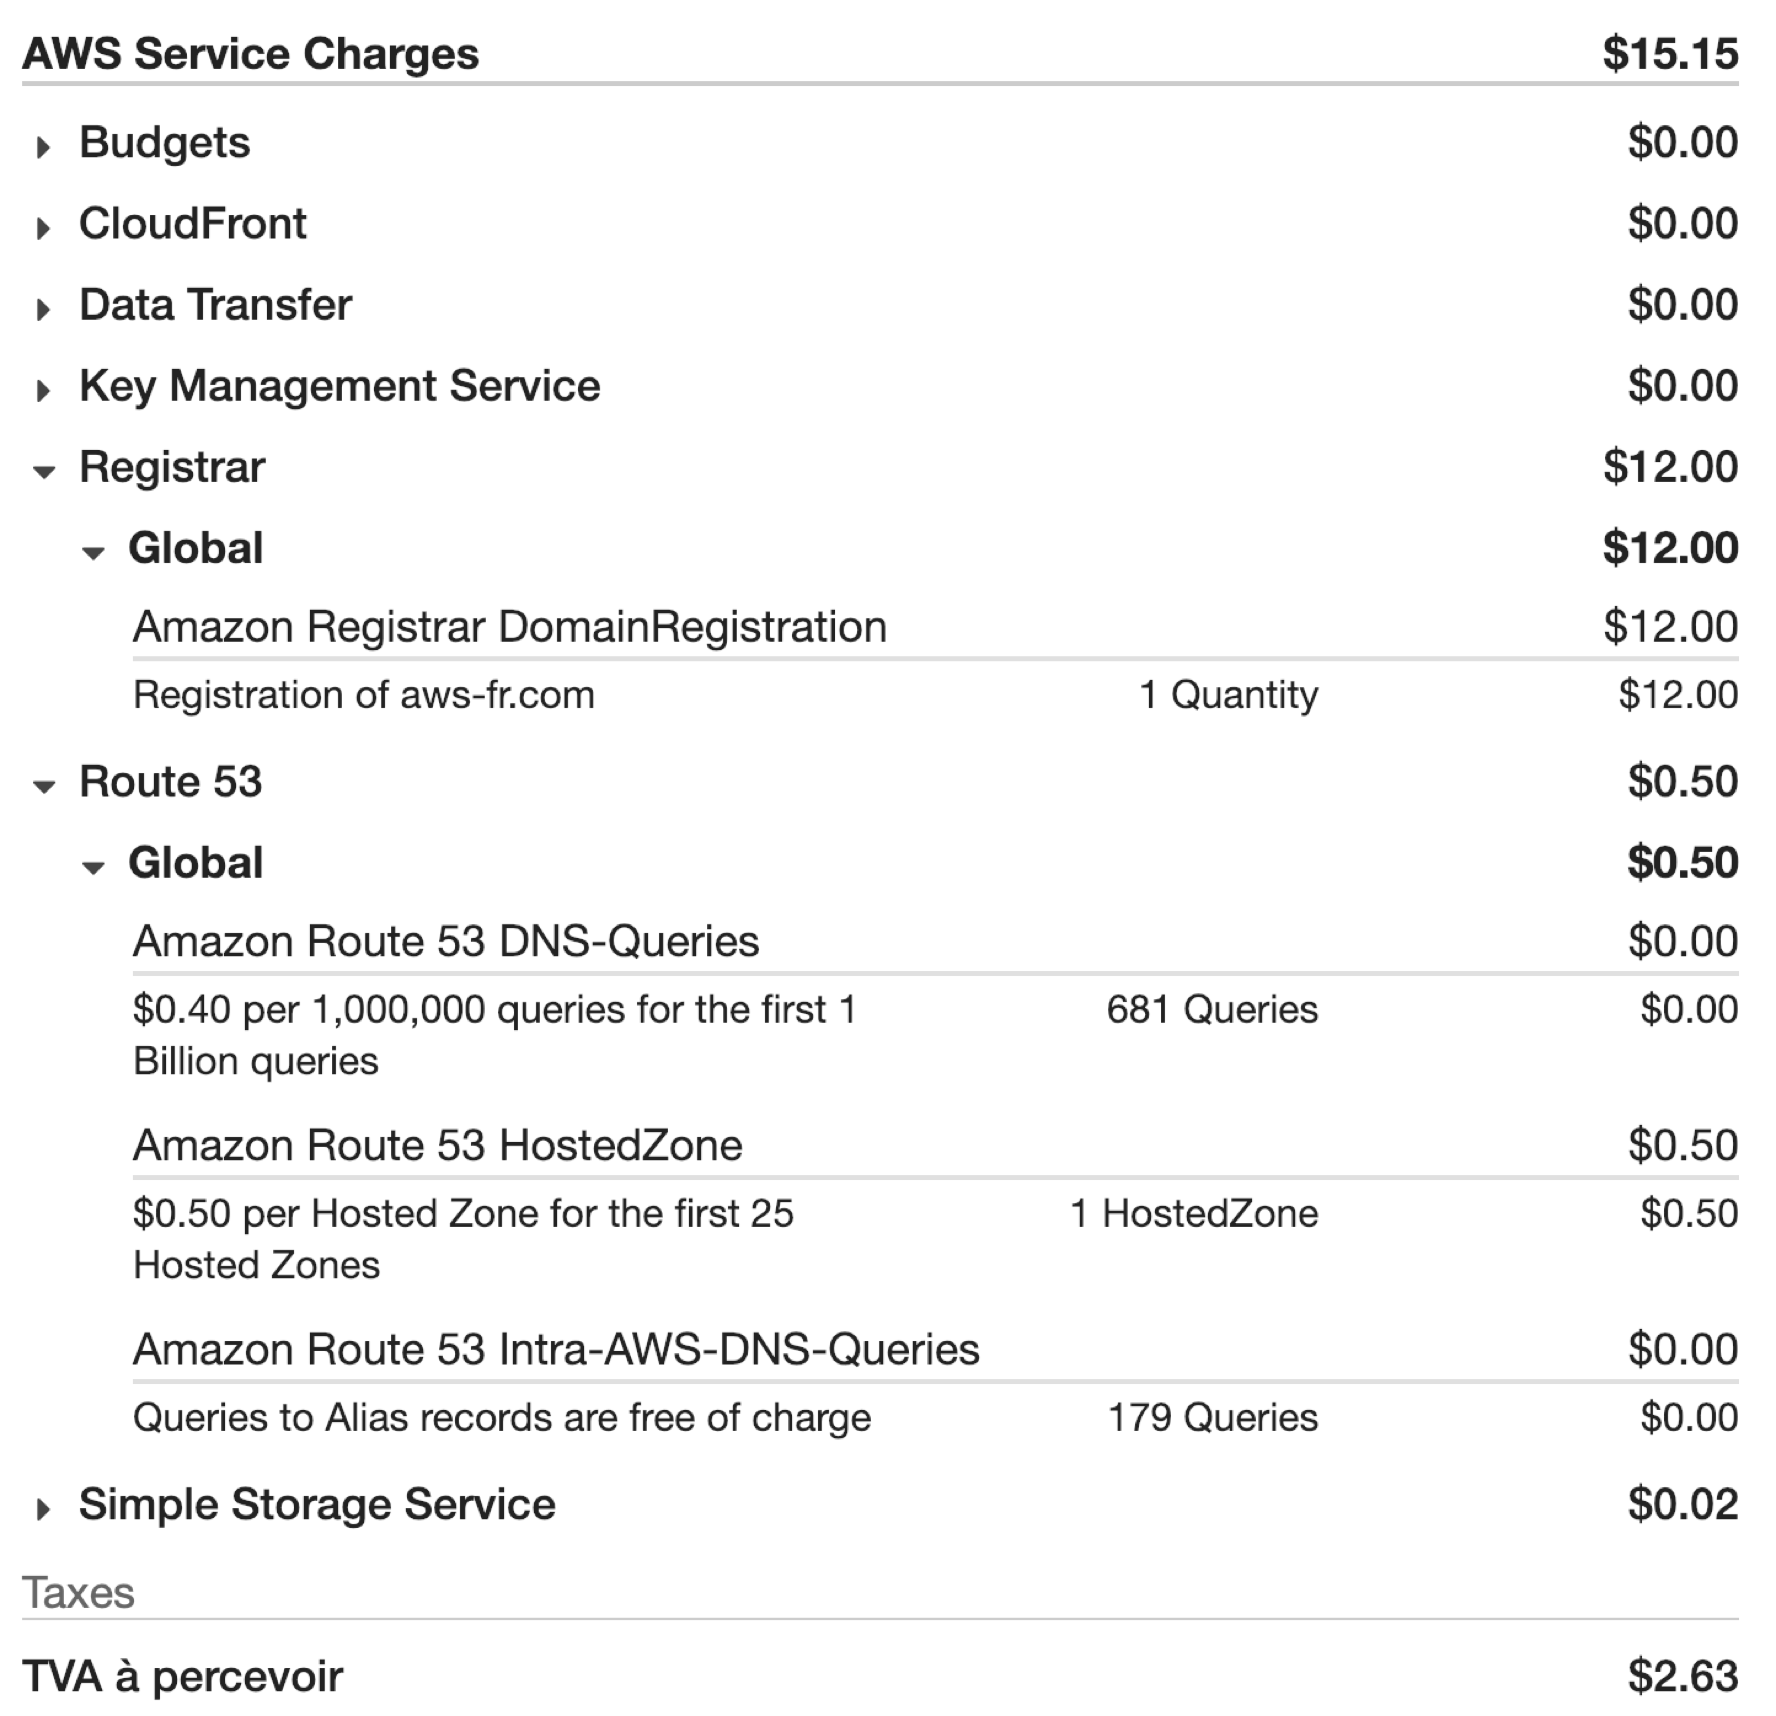 AWS Service Charges $15.15
Budgets $0.00
CloudFront $0.00
Data Transfer $0.00
Key Management Service $0.00
Registrar $12.00
Global $12.00
Amazon Registrar DomainRegistration $12.00
Registration of aws-fr.com 1 Quantity $12.00
Route 53 $0.50
Global $0.50
Amazon Route 53 DNS-Queries $0.00
$0.40 per 1,000,000 queries for the first 1 681 Queries $0.00
Billion queries
Amazon Route 53 HostedZone $0.50
$0.50 per Hosted Zone for the first 25 1 HostedZone $0.50
Hosted Zones
Amazon Route 53 Intra-AWS-DNS-Queries $0.00
Queries to Alias records are free of charge 179 Queries $0.00
Simple Storage Service $0.02
Taxes
TVA à percevoir $2.63